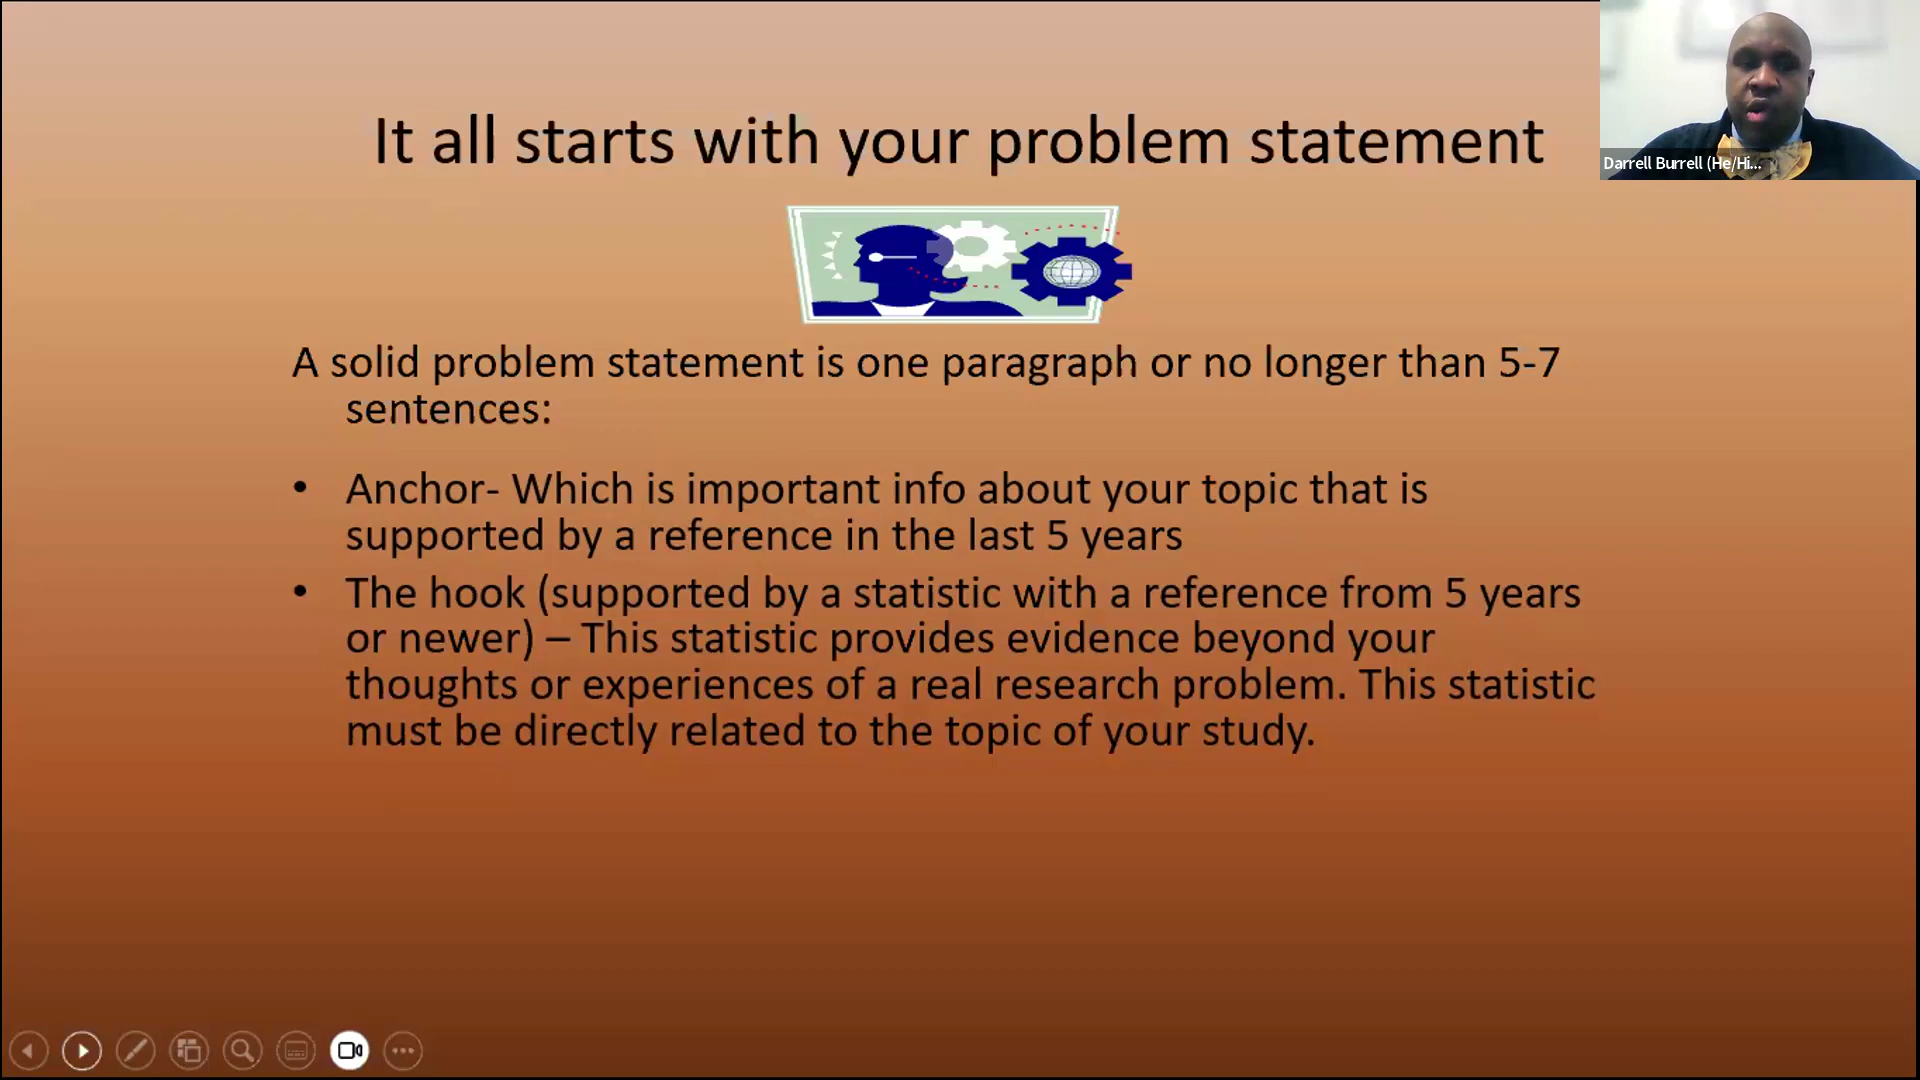 It all starts with your problem statement
Darrell Burrell (He/Hi...
A solid problem statement is one paragraph or no longer than 5-7
sentences:
• Anchor- Which is important info about your topic that is
supported by a reference in the last 5 years
• The hook (supported by a statistic with a reference from 5 years
or newer) – This statistic provides evidence beyond your
thoughts or experiences of a real research problem. This statistic
must be directly related to the topic of your study.